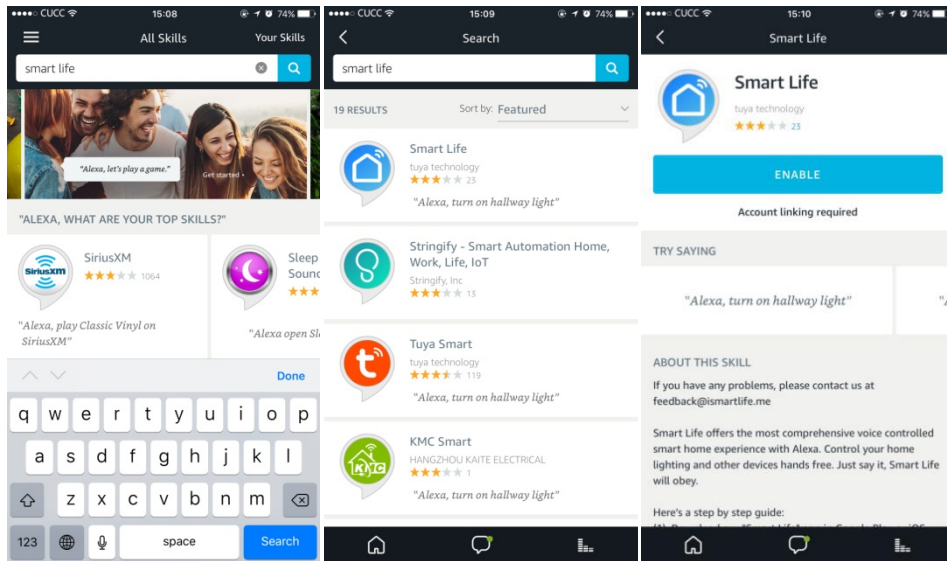 CUCC 15:08 74%
All Skills Your Skills
smart life
"Alexa, let's play a game."
Get started
"ALEXA, WHAT ARE YOUR TOP SKILLS?"
SiriusXM
1064
SiriusXM
"Alexa, play Classic Vinyl on
SiriusXM"
Sleep
Sounc
"Alexa open Sl
Done
q w e r t y u i o p
a s d f g h j k l
z x c v b n m
123 space Search
CUCC 15:09 74%
Search
smart life
19 RESULTS Sort by: Featured
Smart Life
tuya technology
23
"Alexa, turn on hallway light"
Stringify - Smart Automation Home,
Work, Life, IoT
Stringify, Inc
13
Tuya Smart
tuya technology
119
"Alexa, turn on hallway light"
KMC
KMC Smart
HANGZHOU KAITE ELECTRICAL
1
"Alexa, turn on hallway light"
CUCC 15:10 74%
Smart Life
Smart Life
tuya technology
23
ENABLE
Account linking required
TRY SAYING
"Alexa, turn on hallway light"
ABOUT THIS SKILL
If you have any problems, please contact us at
feedback@ismartlife.me
Smart Life offers the most comprehensive voice controlled
smart home experience with Alexa. Control your home
lighting and other devices hands free. Just say it, Smart Life
will obey.
Here's a step by step guide: